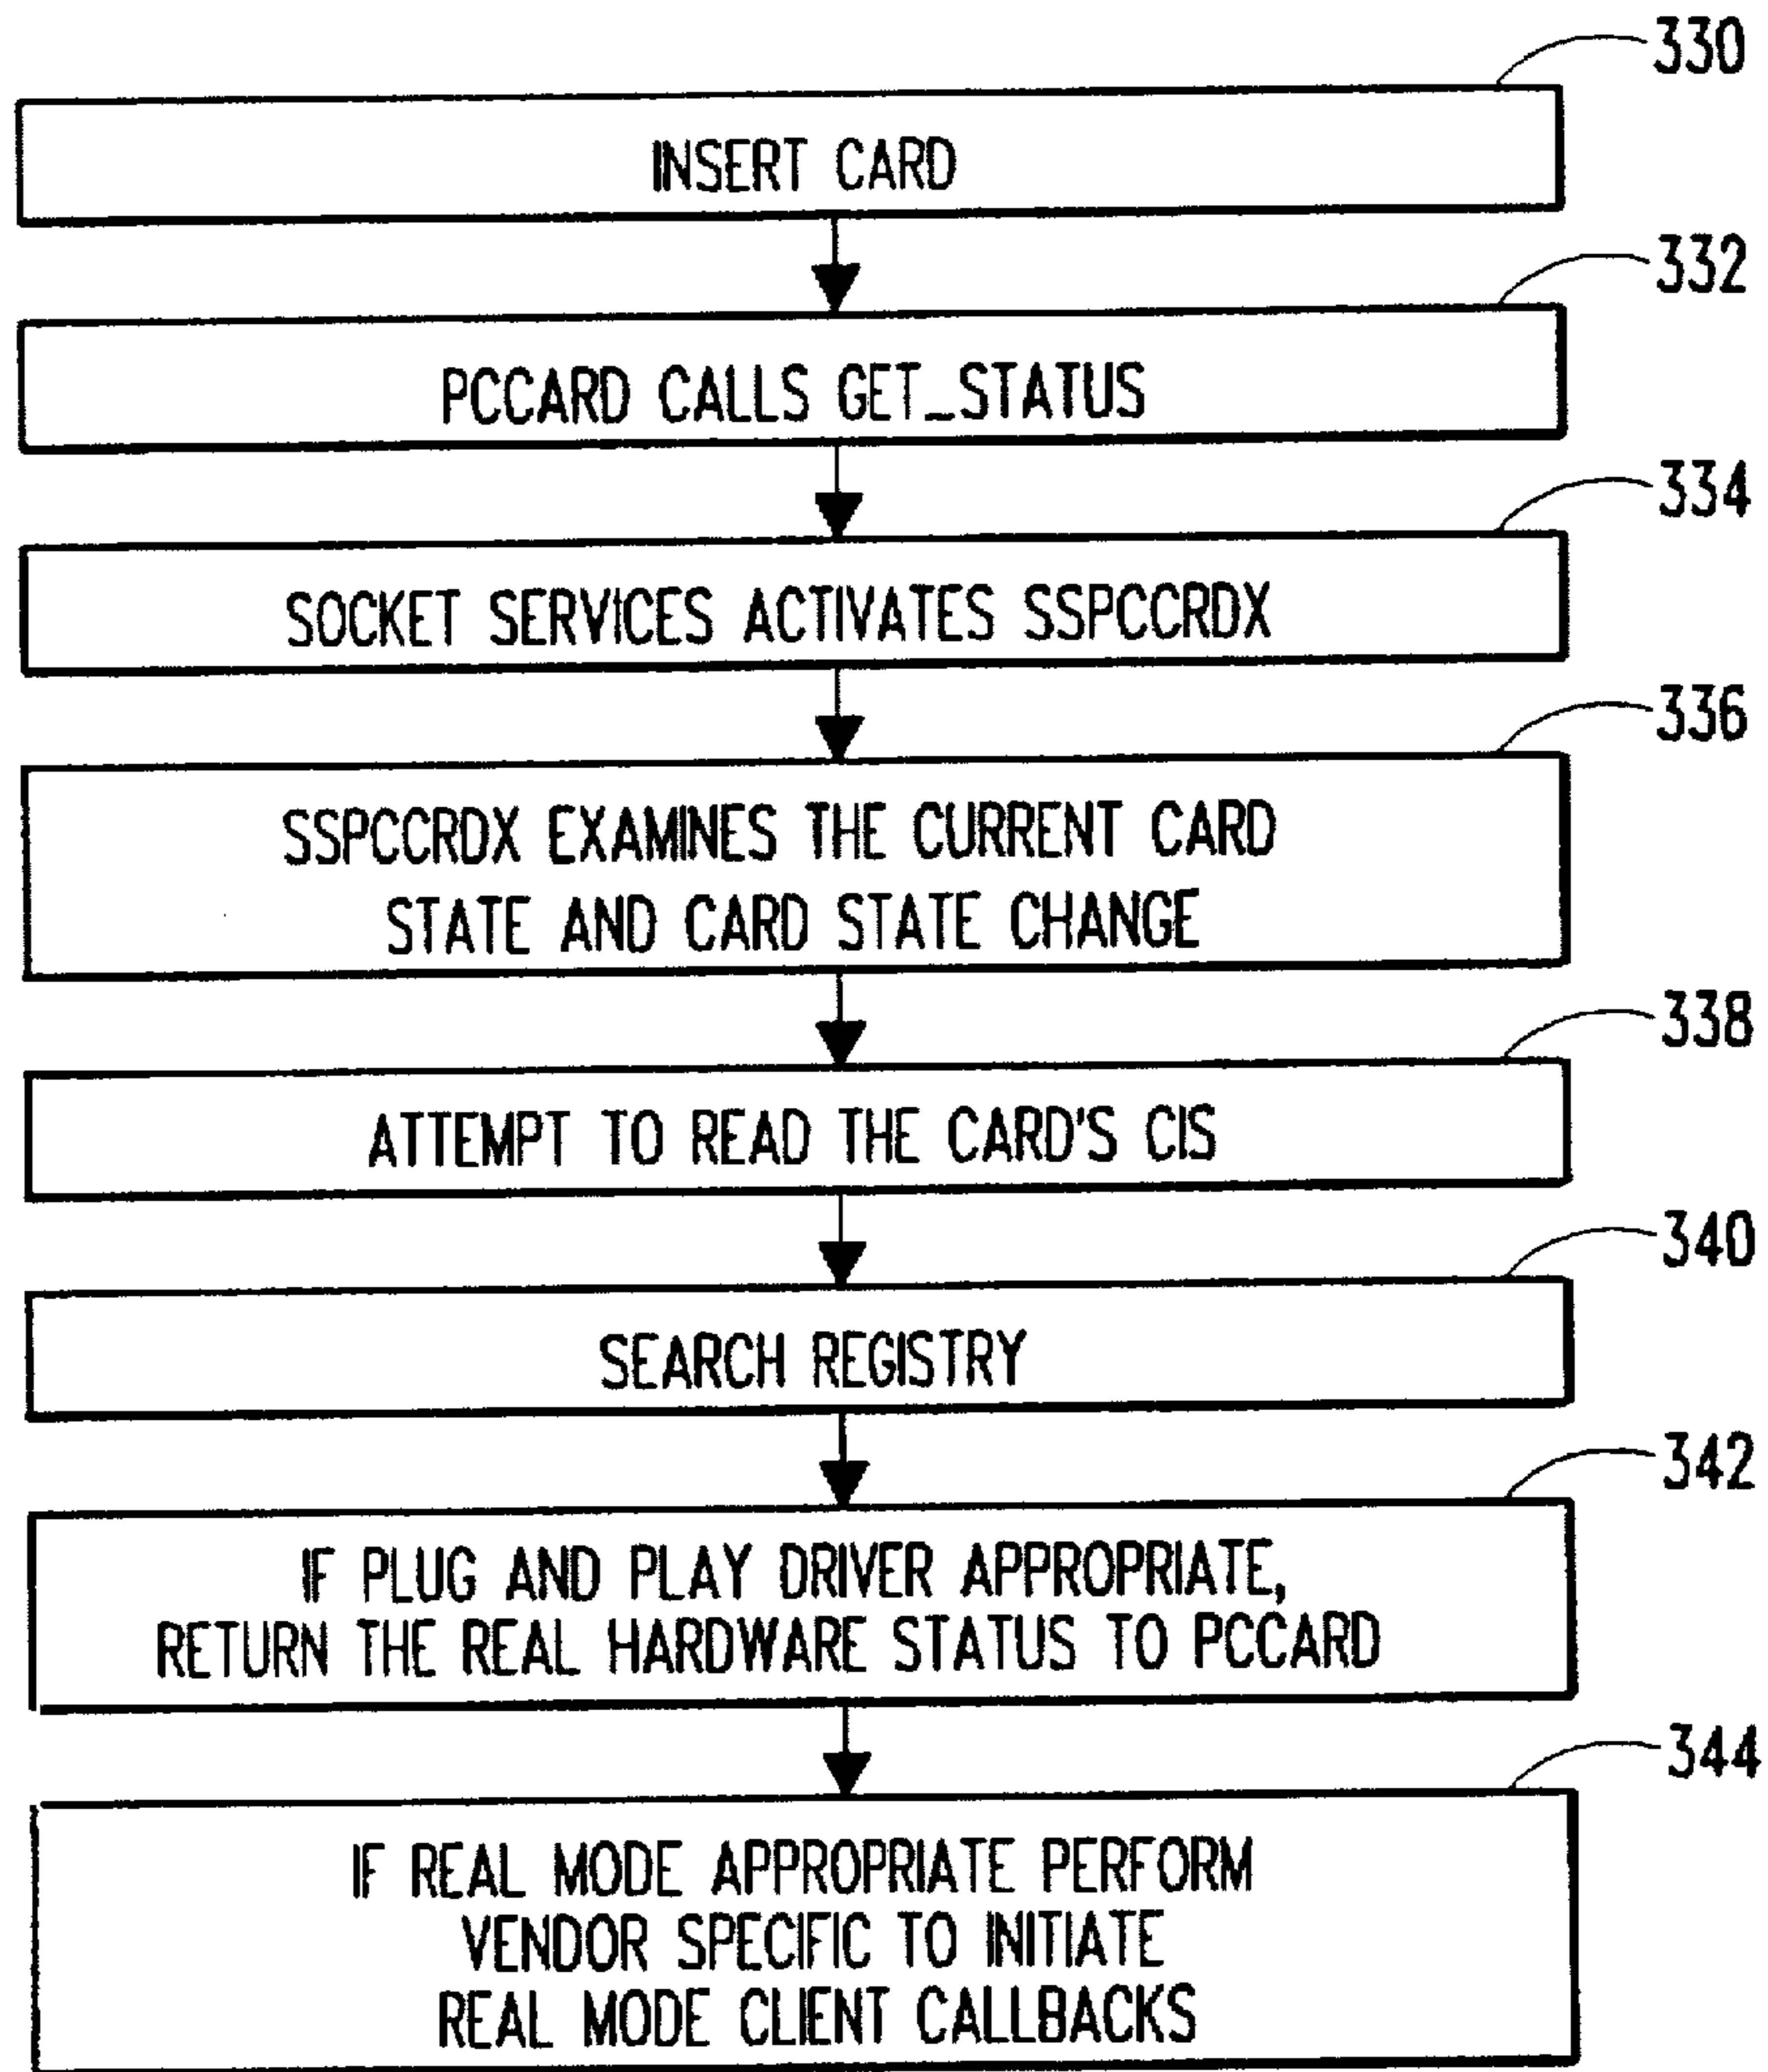 330
INSERT CARD
332
PCCARD CALLS GET_STATUS
334
SOCKET SERVICES ACTIVATES SSPCCRDX
336
SSPCCRDX EXAMINES THE CURRENT CARD
STATE AND CARD STATE CHANGE
338
ATTEMPT TO READ THE CARD'S CIS
340
SEARCH REGISTRY
342
IF PLUG AND PLAY DRIVER APPROPRIATE,
RETURN THE REAL HARDWARE STATUS TO PCCARD
344
IF REAL MODE APPROPRIATE PERFORM
VENDOR SPECIFIC TO INITIATE
REAL MODE CLIENT CALLBACKS